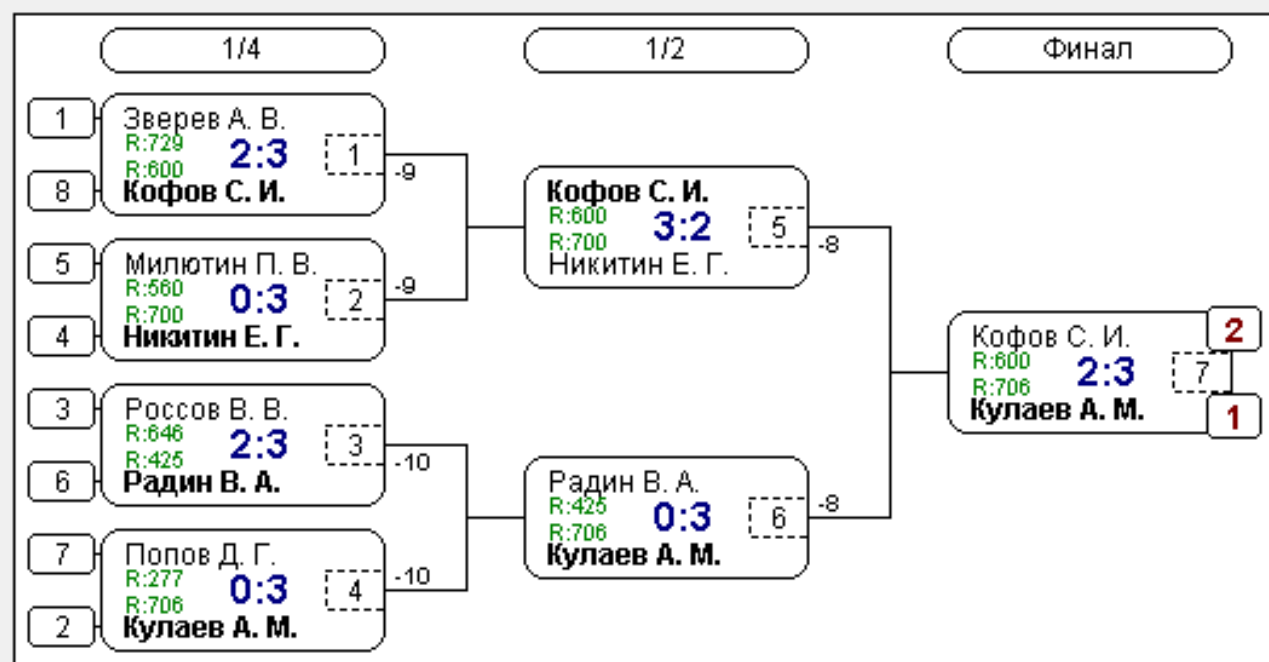 1/4
1/2
Финал
1
Зверев А. В.
R:729
2:3
1
R:600
8
Кофов С. И.
-9
5
Милютин П. В.
R:560
0:3
2
R:700
4
Никитин Е. Г.
-9
3
Россов В. В.
R:646
2:3
3
R:425
6
Радин В. А.
-10
7
Попов Д. Г.
R:277
0:3
4
R:706
2
Кулаев А. М.
-10
Кофов С. И.
R:600
3:2
5
R:700
Никитин Е. Г.
-8
Радин В. А.
R:425
0:3
6
R:706
Кулаев А. М.
-8
Кофов С. И.
2
R:600
2:3
7
R:706
Кулаев А. М.
1